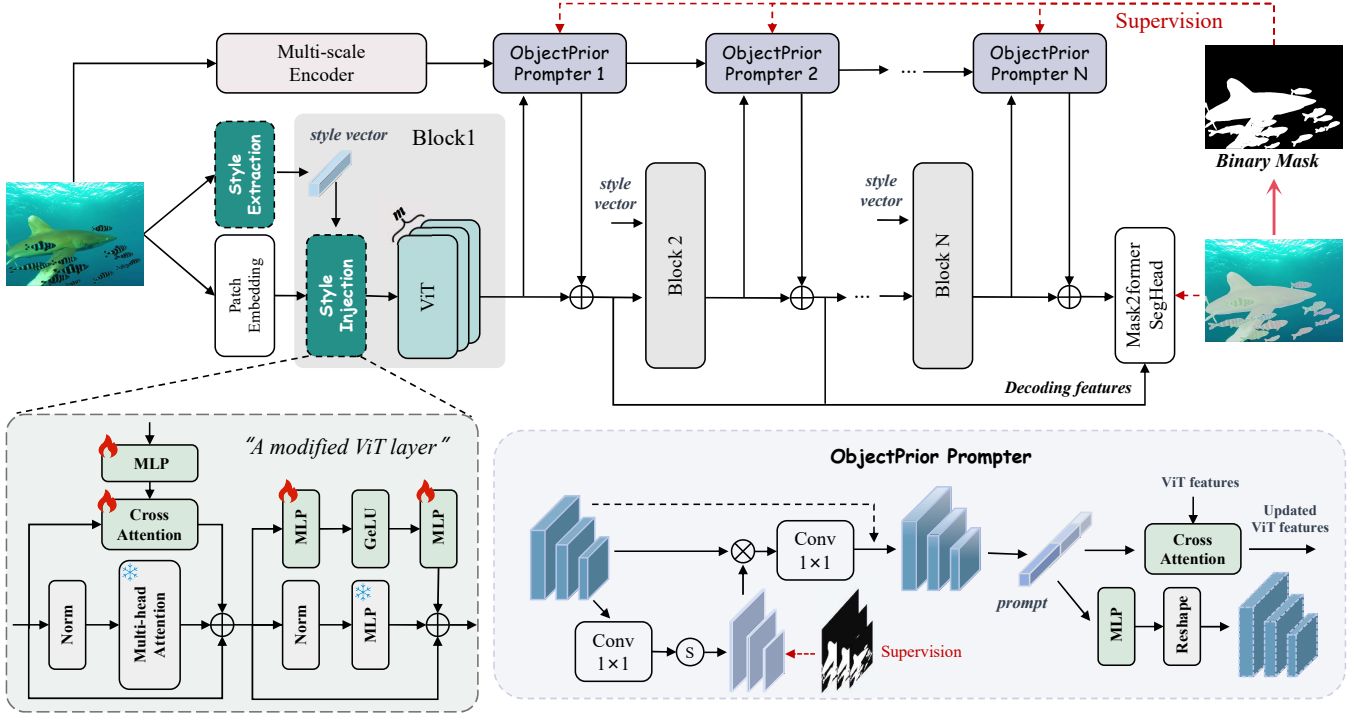 Supervision
Multi-scale
Encoder
ObjectPrior
Prompter 1
ObjectPrior
Prompter 2
...
ObjectPrior
Prompter N
Binary Mask
Style
Extraction
style vector
Block1
Patch
Embedding
Style
Injection
m
ViT
style
vector
Block 2
...
style
vector
Block N
Mask2former
SegHead
Decoding features
"A modified ViT layer"
MLP
Cross
Attention
Norm
Multi-head
Attention
MLP
GeLU
MLP
Norm
MLP
ObjectPrior Prompter
Conv
1×1
S
Conv
1×1
Supervision
prompt
ViT features
Cross
Attention
Updated
ViT features
MLP
Reshape